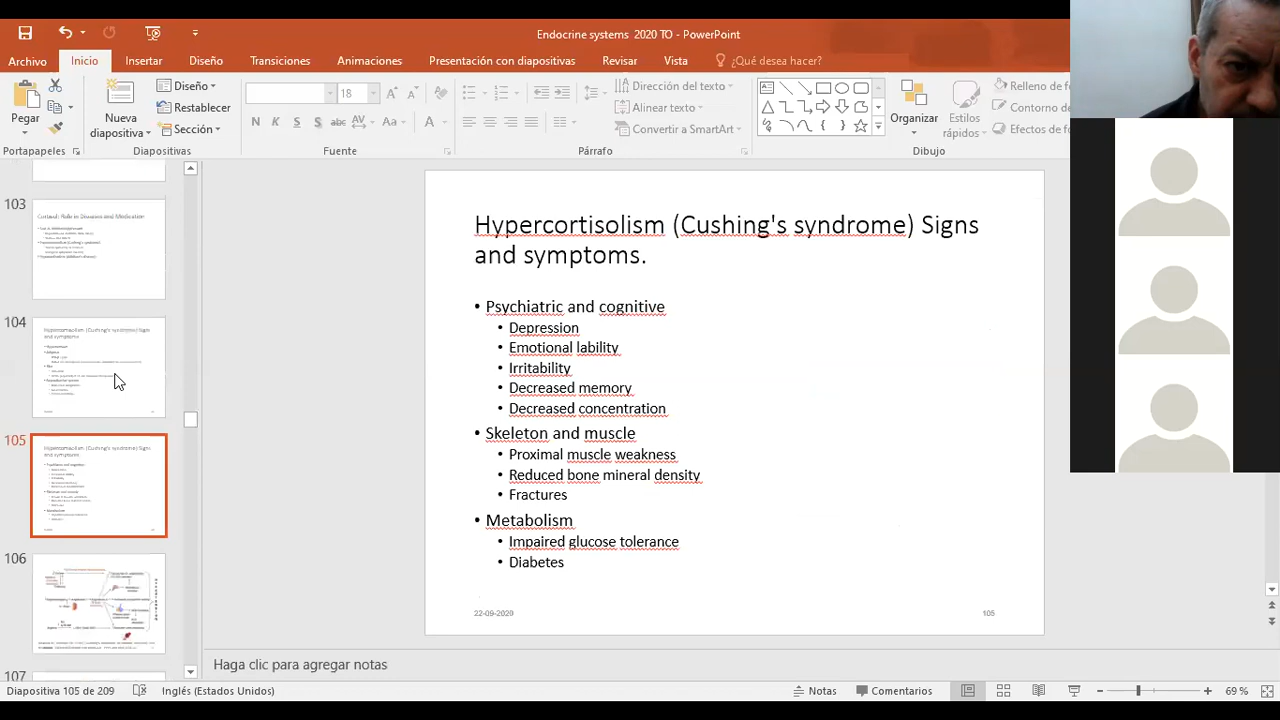 Endocrine systems 2020 TO - PowerPoint
Archivo Inicio Insertar Diseño Transiciones Animaciones Presentación con diapositivas Revisar Vista ¿Qué desea hacer?
Pegar
Nueva diapositiva
Diseño
Restablecer
Sección
18
N K S abc AV Aa A
Dirección del texto
Alinear texto
Convertir a SmartArt
Organizar
Estilos rápidos
Relleno de fo
Contorno de
Efectos de fo
Portapapeles Diapositivas Fuente Párrafo Dibujo
103
104
105
106
107
Hypercortisolism (Cushing's syndrome) Signs
and symptoms.
• Psychiatric and cognitive
• Depression
• Emotional lability
• Irritability
• Decreased memory
• Decreased concentration
• Skeleton and muscle
• Proximal muscle weakness
• Reduced bone mineral density
• Fractures
• Metabolism
• Impaired glucose tolerance
• Diabetes
22-09-2020 105
Haga clic para agregar notas
Diapositiva 105 de 209 Inglés (Estados Unidos) Notas Comentarios 69 %